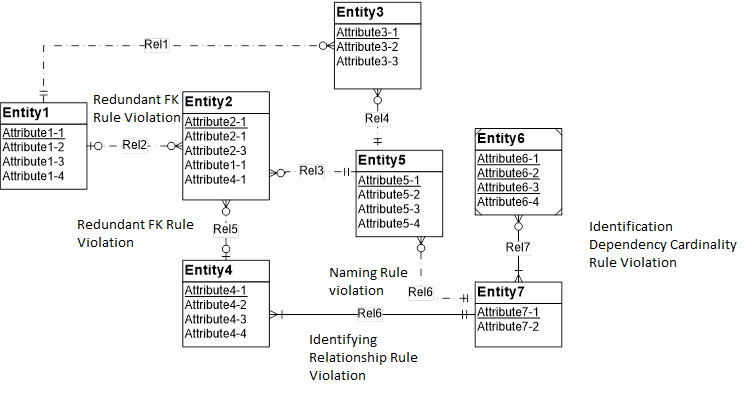 Entity3
Attribute3-1
Attribute3-2
Attribute3-3
Rel1
Redundant FK
Rule Violation
Entity1
Attribute1-1
Attribute1-2
Attribute1-3
Attribute1-4
Rel2
Entity2
Attribute2-1
Attribute2-1
Attribute2-3
Attribute1-1
Attribute4-1
Rel4
Rel3
Entity5
Attribute5-1
Attribute5-2
Attribute5-3
Attribute5-4
Entity6
Attribute6-1
Attribute6-2
Attribute6-3
Attribute6-4
Redundant FK Rule
Violation
Rel5
Rel7
Identification
Dependency Cardinality
Rule Violation
Entity4
Attribute4-1
Attribute4-2
Attribute4-3
Attribute4-4
Naming Rule
violation
Rel6
Rel6
Entity7
Attribute7-1
Attribute7-2
Identifying
Relationship Rule
Violation